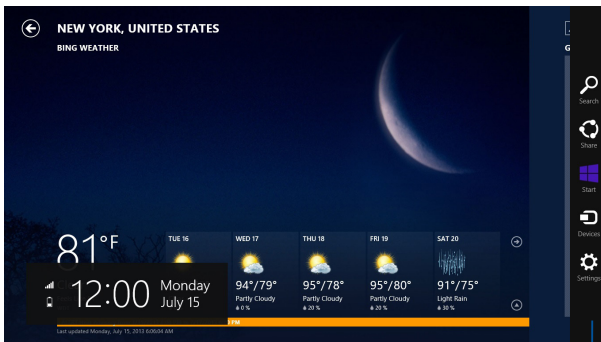 NEW YORK, UNITED STATES
BING WEATHER
Search
Share
Start
Devices
Settings
81°F
TUE 16
WED 17
94°/79°
Partly Cloudy
0 %
THU 18
95°/78°
Partly Cloudy
20 %
FRI 19
95°/80°
Partly Cloudy
20 %
SAT 20
91°/75°
Light Rain
30 %
12:00
Monday
July 15
PM
Last updated Monday, July 15, 2013 6:06:04 AM